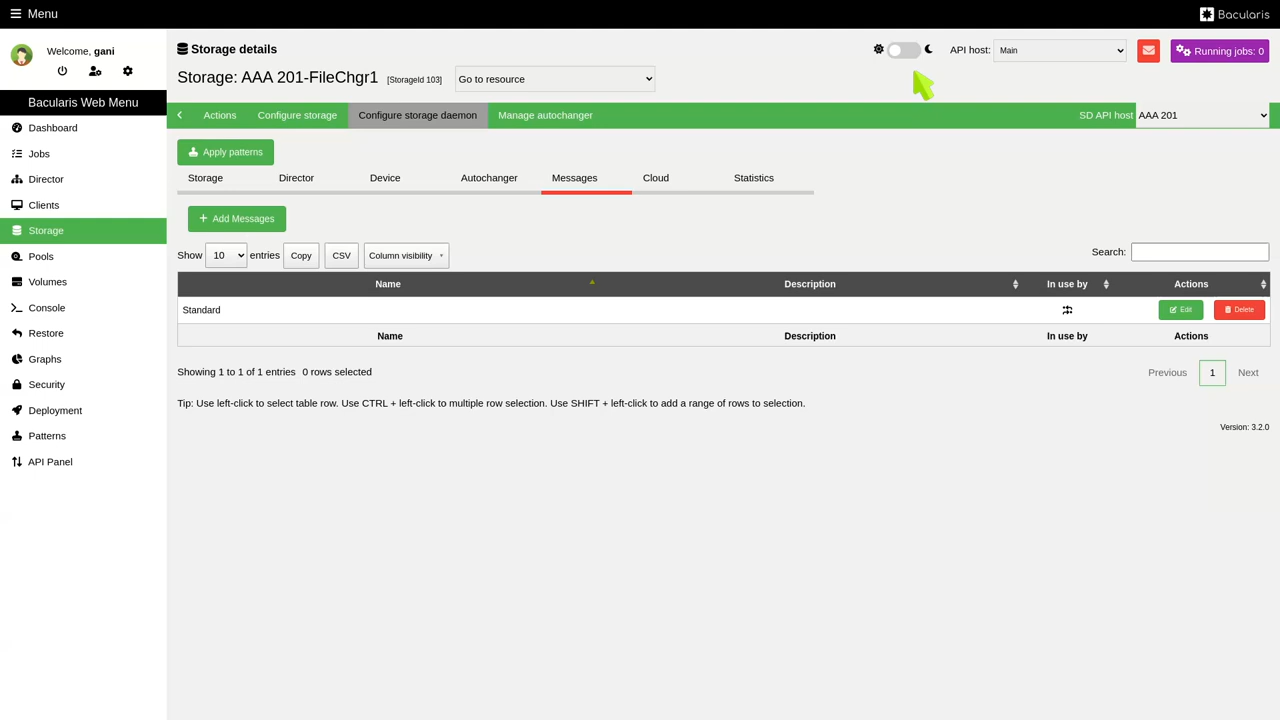 Menu
Bacularis
Welcome, gani
Bacularis Web Menu
Dashboard
Jobs
Director
Clients
Storage
Pools
Volumes
Console
Restore
Graphs
Security
Deployment
Patterns
API Panel
Storage details
API host: Main
Running jobs: 0
Storage: AAA 201-FileChgr1 [StorageId 103] Go to resource
Actions Configure storage Configure storage daemon Manage autochanger SD API host AAA 201
Apply patterns
Storage Director Device Autochanger Messages Cloud Statistics
Add Messages
Show 10 entries Copy CSV Column visibility Search:
Name Description In use by Actions
Standard Edit Delete
Name Description In use by Actions
Showing 1 to 1 of 1 entries 0 rows selected Previous 1 Next
Tip: Use left-click to select table row. Use CTRL + left-click to multiple row selection. Use SHIFT + left-click to add a range of rows to selection.
Version: 3.2.0